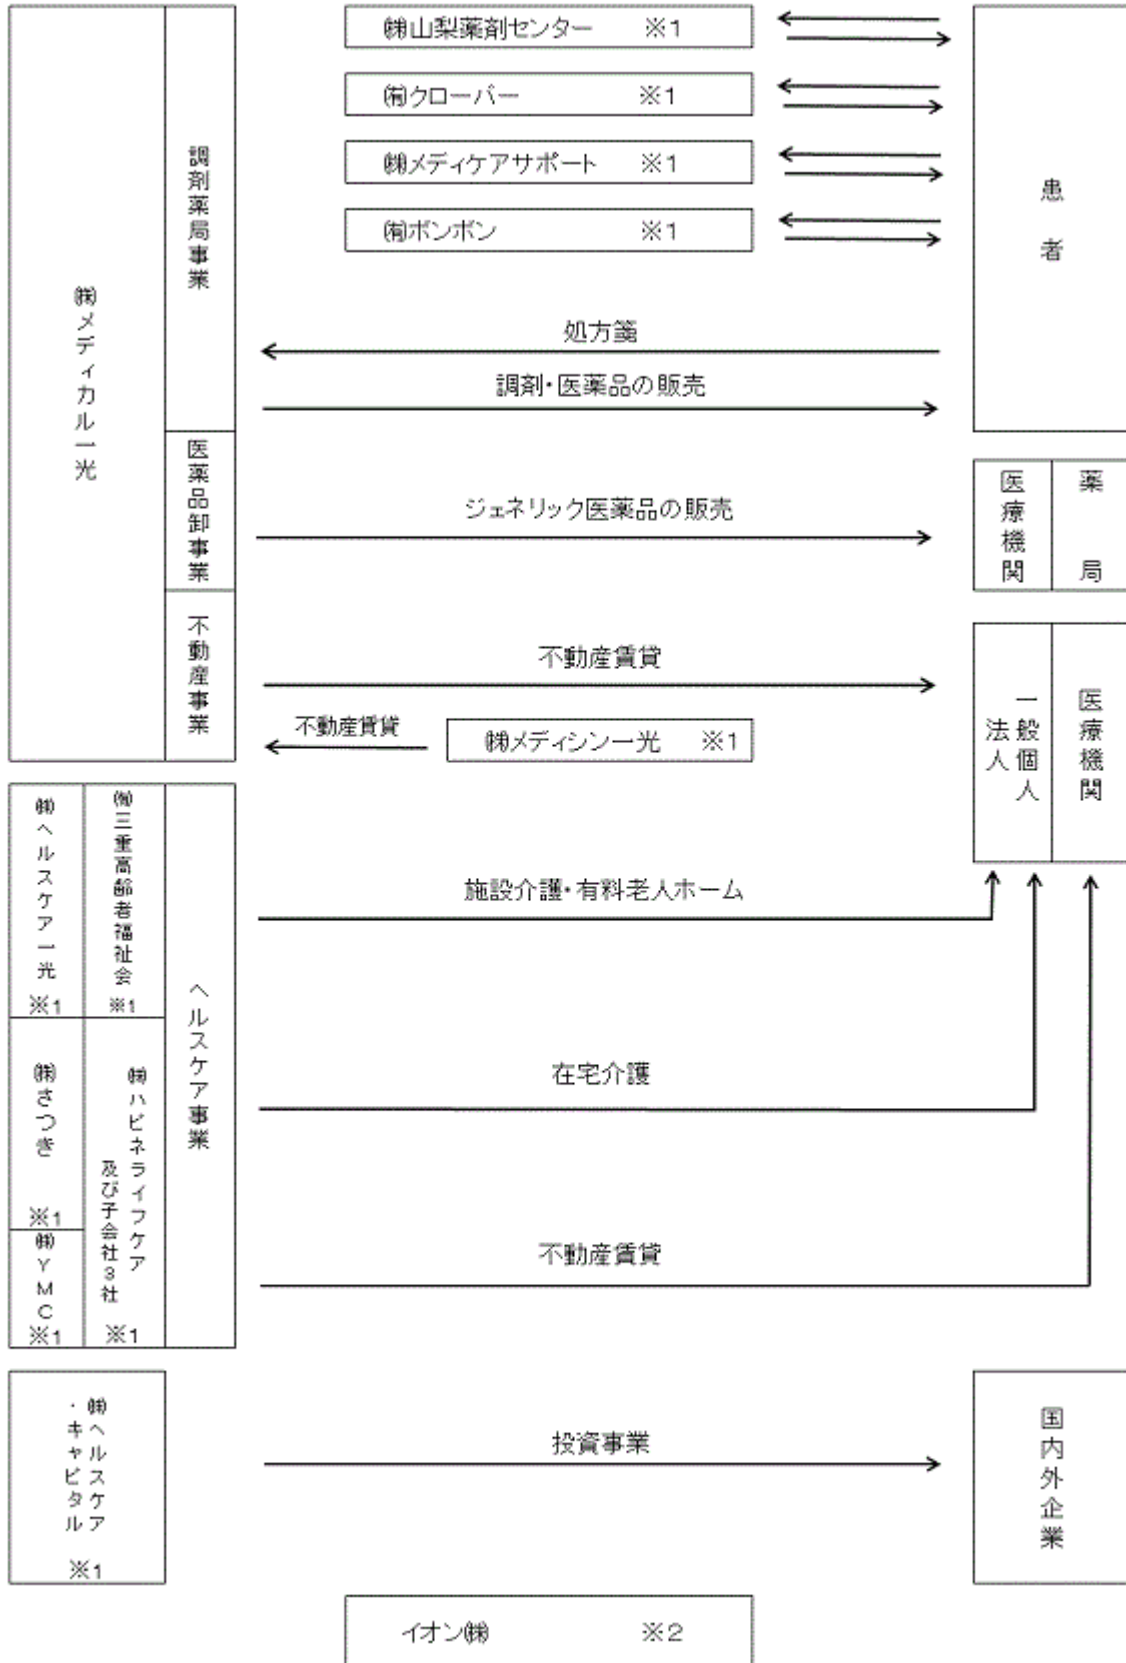 ㈱山梨薬剤センター ※1
㈲クローバー ※1
㈱メディケアサポート ※1
㈲ボンボン ※1
㈱メディカル一光
調剤薬局事業
患者
処方箋
調剤・医薬品の販売
医薬品卸事業
ジェネリック医薬品の販売
医療機関
薬局
不動産事業
不動産賃貸
不動産賃貸
㈱メディシン一光 ※1
一般個人
法人
医療機関
㈱ヘルスケア一光 ※1
㈲三重高齢者福祉会 ※1
ヘルスケア事業
施設介護・有料老人ホーム
㈱さつき ※1
㈱ハピネライフケア
及び子会社3社 ※1
在宅介護
㈱YMC ※1
不動産賃貸
㈱ヘルスケア
・キャピタル ※1
投資事業
国内外企業
イオン㈱ ※2